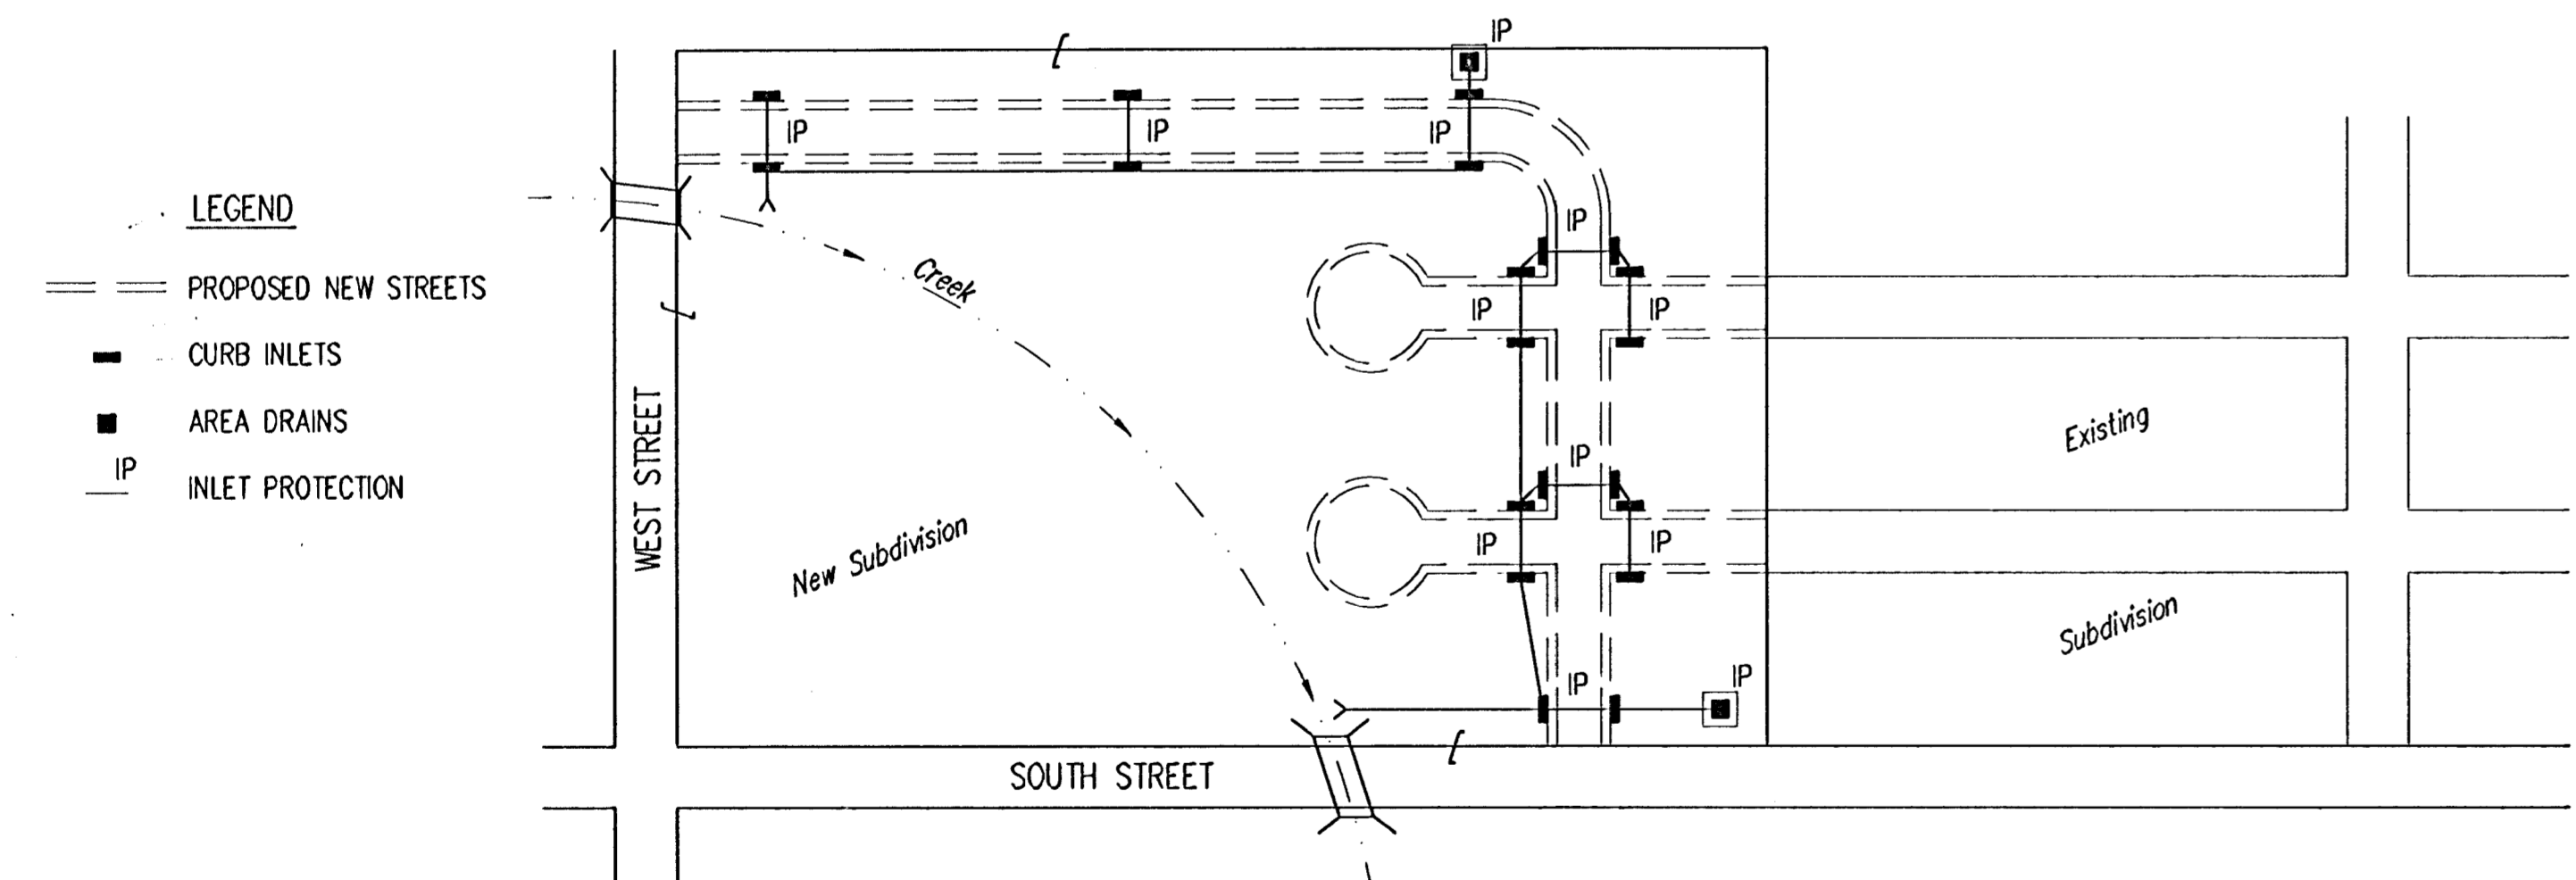 LEGEND
PROPOSED NEW STREETS
CURB INLETS
AREA DRAINS
IP
INLET PROTECTION
IP
IP
IP
IP
IP
Creek
IP
IP
WEST STREET
Existing
IP
New Subdivision
IP
IP
Subdivision
IP
IP
SOUTH STREET